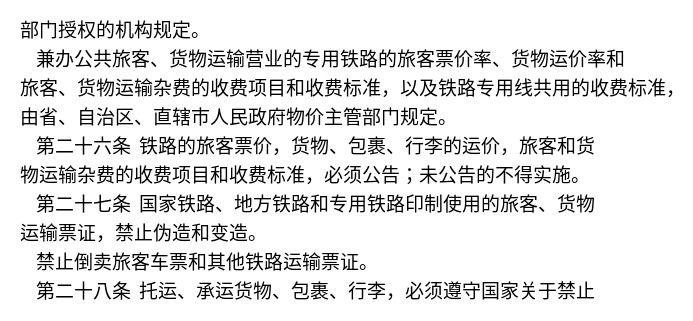 部门授权的机构规定。
兼办公共旅客、货物运输营业的专用铁路的旅客票价率、货物运价率和
旅客、货物运输杂费的收费项目和收费标准，以及铁路专用线共用的收费标准，
由省、自治区、直辖市人民政府物价主管部门规定。
第二十六条 铁路的旅客票价，货物、包裹、行李的运价，旅客和货
物运输杂费的收费项目和收费标准，必须公告；未公告的不得实施。
第二十七条 国家铁路、地方铁路和专用铁路印制使用的旅客、货物
运输票证，禁止伪造和变造。
禁止倒卖旅客车票和其他铁路运输票证。
第二十八条 托运、承运货物、包裹、行李，必须遵守国家关于禁止